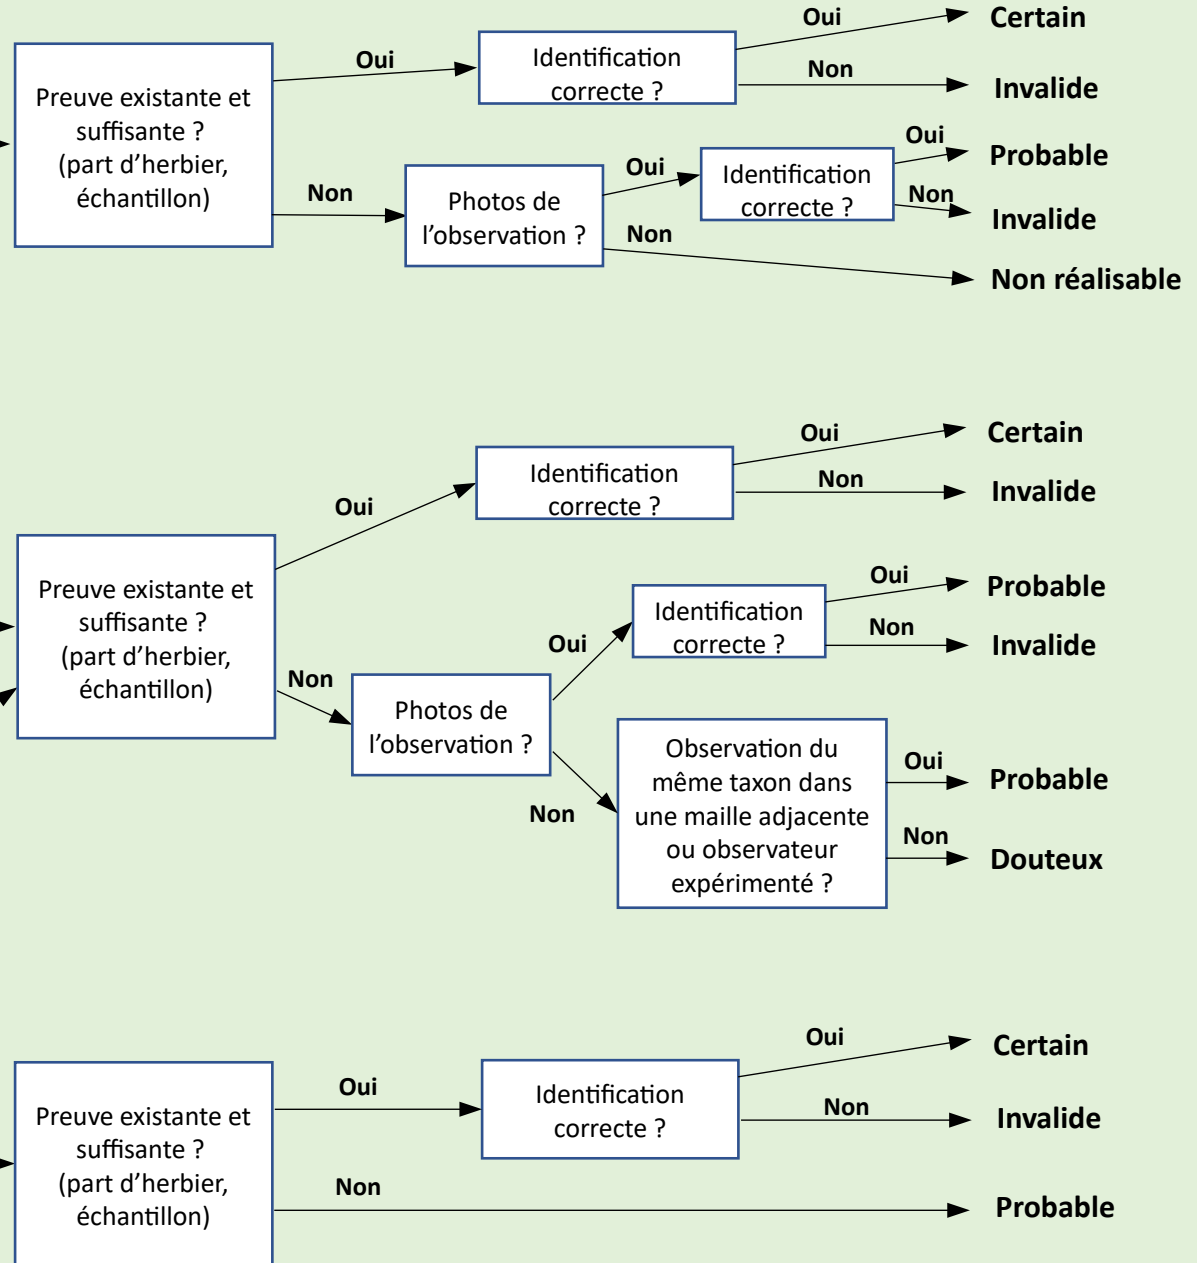 Preuve existante et
suffisante ?
(part d’herbier,
échantillon)
Oui
Identification
correcte ?
Oui
Certain
Non
Invalide
Non
Photos de
l’observation ?
Oui
Identification
correcte ?
Oui
Probable
Non
Invalide
Non
Non réalisable
Preuve existante et
suffisante ?
(part d’herbier,
échantillon)
Oui
Identification
correcte ?
Oui
Certain
Non
Invalide
Non
Photos de
l’observation ?
Oui
Identification
correcte ?
Oui
Probable
Non
Invalide
Non
Observation du
même taxon dans
une maille adjacente
ou observateur
expérimenté ?
Oui
Probable
Non
Douteux
Preuve existante et
suffisante ?
(part d’herbier,
échantillon)
Oui
Identification
correcte ?
Oui
Certain
Non
Invalide
Non
Probable